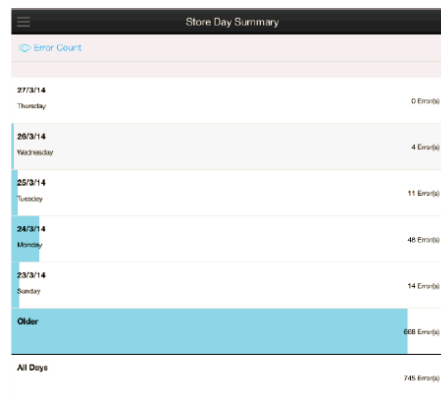 Store Day Summary
Error Count
27/3/14
Thursday
0 Error(s)
26/3/14
Wednesday
4 Error(s)
25/3/14
Tuesday
11 Error(s)
24/3/14
Monday
48 Error(s)
23/3/14
Sunday
14 Error(s)
Older
668 Error(s)
All Days
745 Error(s)